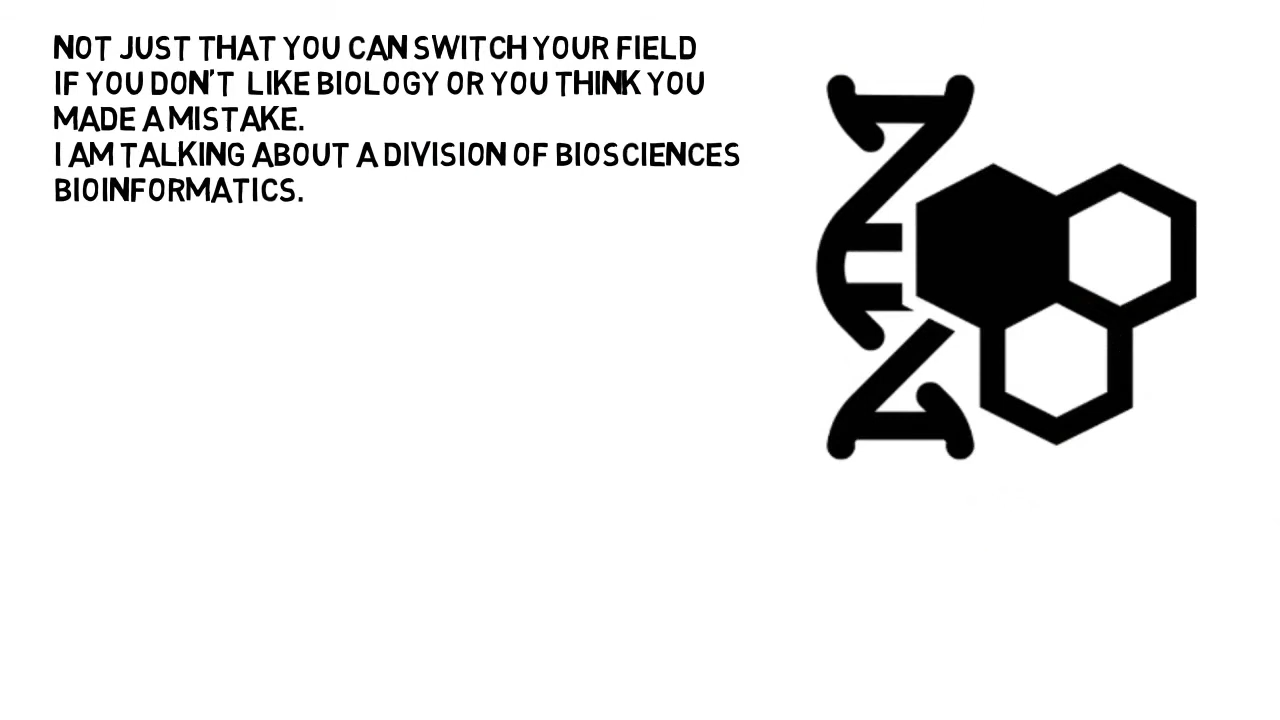 NOT JUST THAT YOU CAN SWITCH YOUR FIELD
IF YOU DON'T LIKE BIOLOGY OR YOU THINK YOU
MADE A MISTAKE.
I AM TALKING ABOUT A DIVISION OF BIOSCIENCES
BIOINFORMATICS.